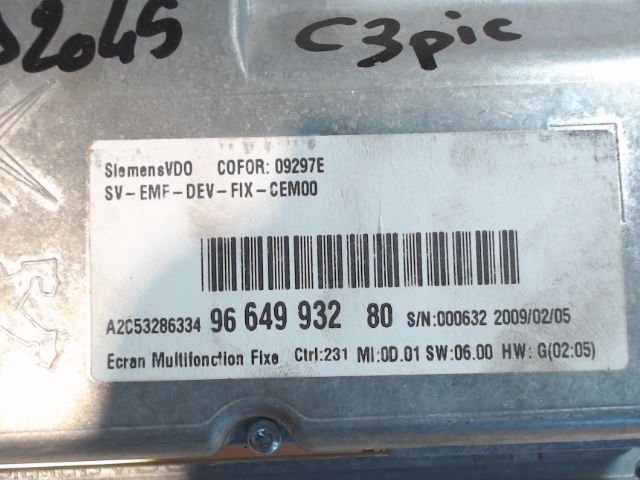 2045 C3pic
SiemensVDO COFOR: 09297E
SV-EMF-DEV-FIX-CEM00
A2C53286334 96 649 932 80 S/N:000632 2009/02/05
Ecran Multifonction Fixe Ctrl:231 MI:0D.01 SW:06.00 HW: G(02:05)